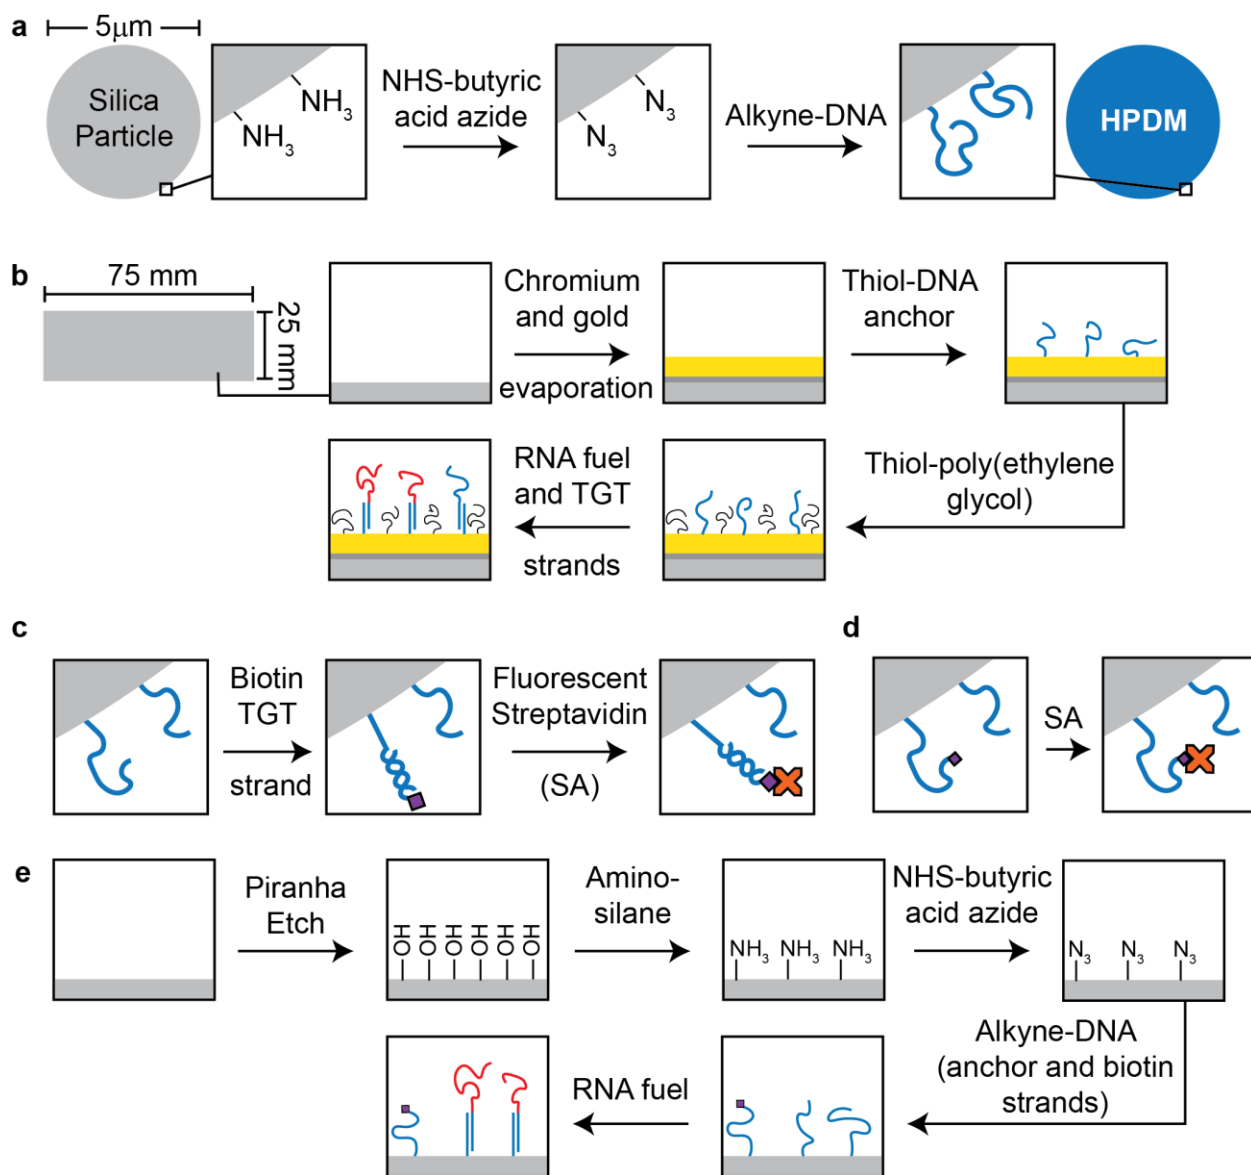 a
5μm
Silica
Particle
NH3
NH3
NHS-butyric
acid azide
N3
N3
Alkyne-DNA
HPDM
b
75 mm
25 mm
Chromium
and gold
evaporation
Thiol-DNA
anchor
Thiol-poly(ethylene
glycol)
RNA fuel
and TGT
strands
c
Biotin
TGT
strand
Fluorescent
Streptavidin
(SA)
d
SA
e
Piranha
Etch
OH OH OH OH OH OH
Amino-
silane
NH3 NH3 NH3
NHS-butyric
acid azide
N3 N3 N3
Alkyne-DNA
(anchor and biotin
strands)
RNA fuel